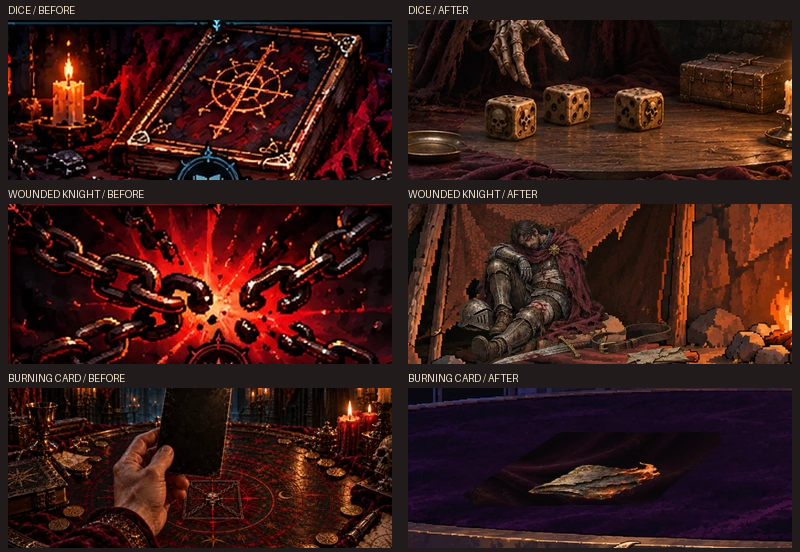 DICE / BEFORE
DICE / AFTER
WOUNDED KNIGHT / BEFORE
WOUNDED KNIGHT / AFTER
BURNING CARD / BEFORE
BURNING CARD / AFTER